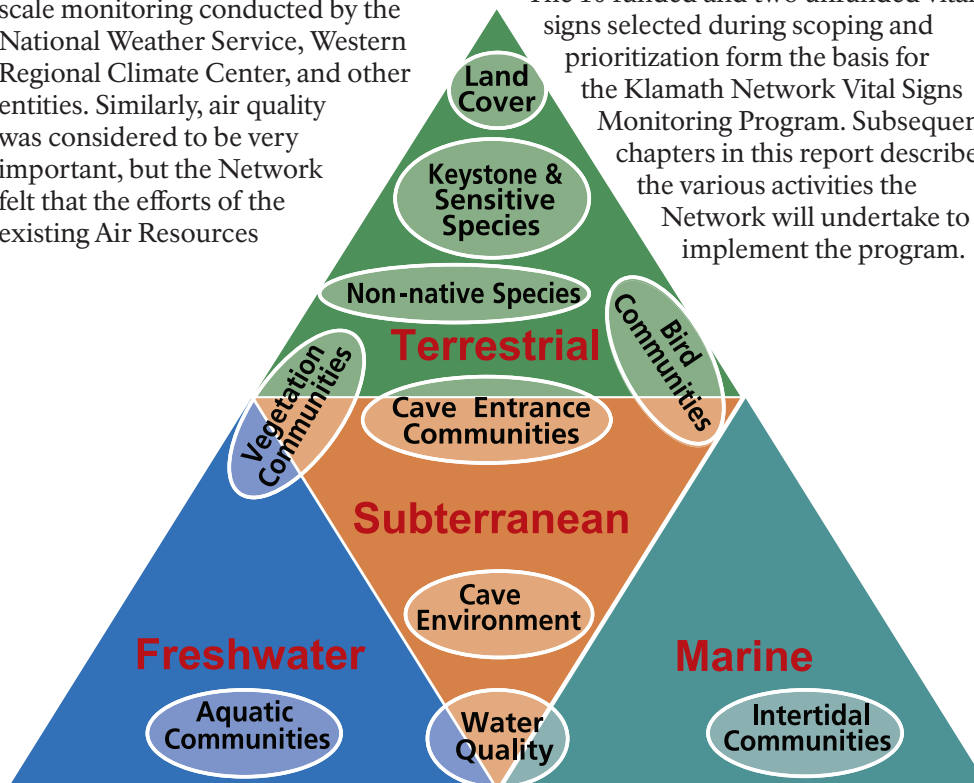 scale monitoring conducted by the
National Weather Service, Western
Regional Climate Center, and other
entities. Similarly, air quality
was considered to be very
important, but the Network
felt that the efforts of the
existing Air Resources
signs selected during scoping and
prioritization form the basis for
the Klamath Network Vital Signs
Monitoring Program. Subsequen
chapters in this report describe
the various activities the
Network will undertake to
implement the program.
Land
Cover
Keystone &
Sensitive
Species
Non-native Species
Terrestrial
Bird
Communities
Vegetation
Communities
Cave Entrance
Communities
Subterranean
Cave
Environment
Freshwater
Marine
Aquatic
Communities
Water
Quality
Intertidal
Communities